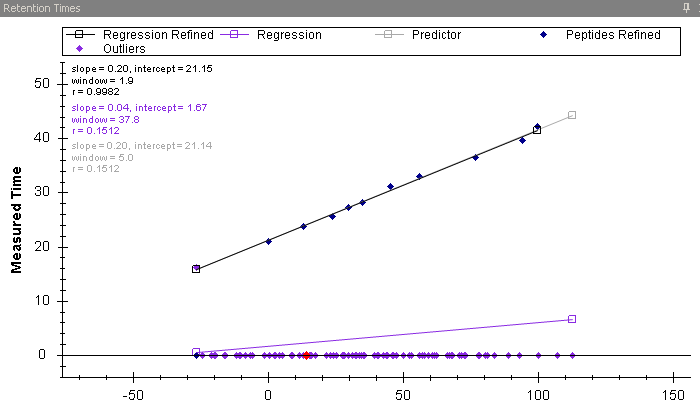 Retention Times
Regression Refined Regression Predictor Peptides Refined
Outliers
slope = 0.20, intercept = 21.15
window = 1.9
r = 0.9982
slope = 0.04, intercept = 1.67
window = 37.8
r = 0.1512
slope = 0.20, intercept = 21.14
window = 5.0
r = 0.1512
Measured Time
50
40
30
20
10
0
-50 0 50 100 150